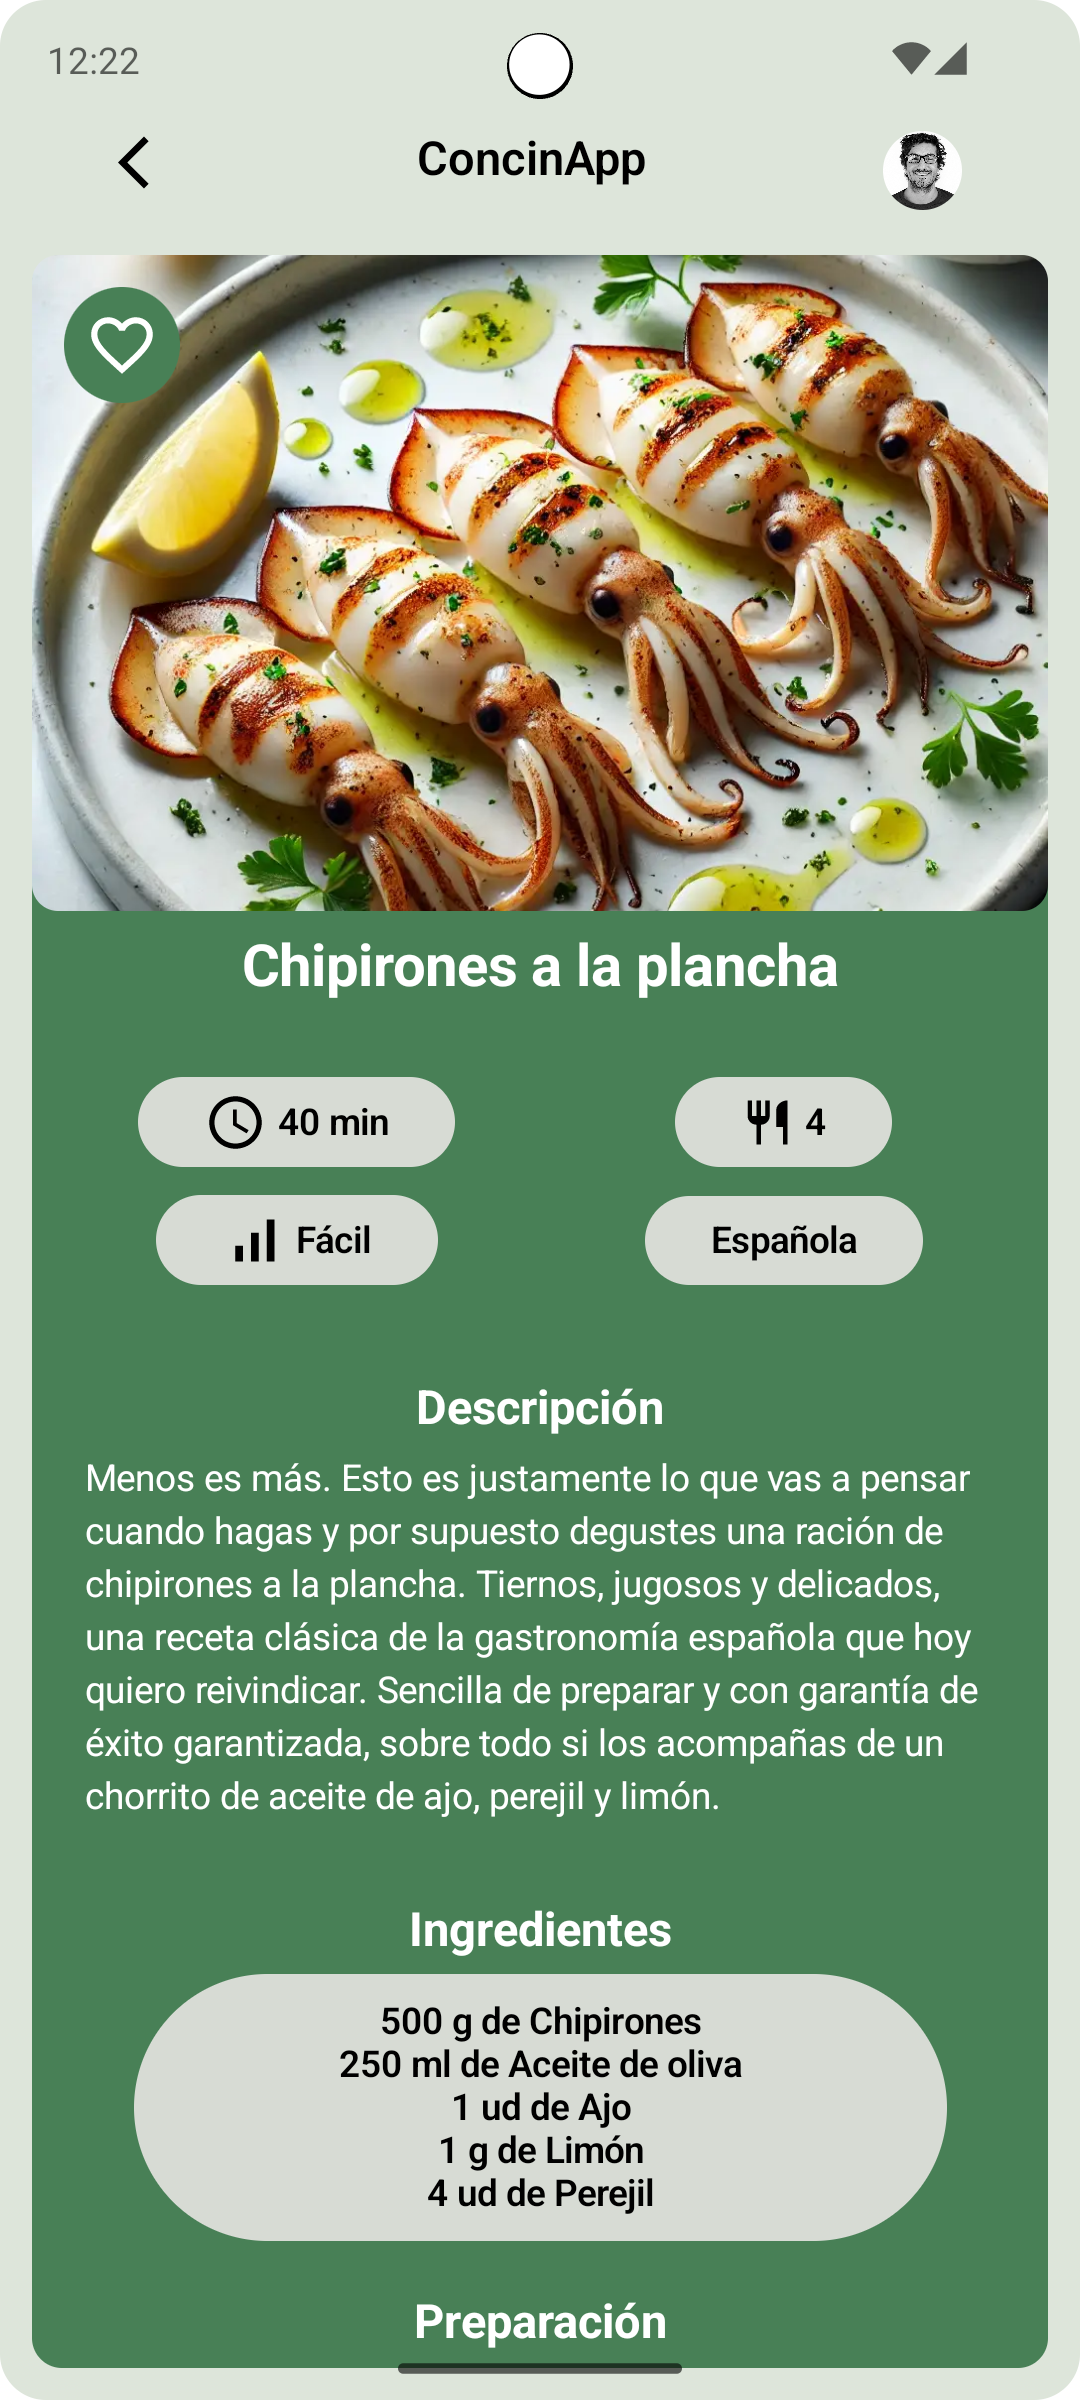 12:22
ConcinApp
Chipirones a la plancha
40 min
4
Fácil
Española
Descripción
Menos es más. Esto es justamente lo que vas a pensar
cuando hagas y por supuesto degustes una ración de
chipirones a la plancha. Tiernos, jugosos y delicados,
una receta clásica de la gastronomía española que hoy
quiero reivindicar. Sencilla de preparar y con garantía de
éxito garantizada, sobre todo si los acompañas de un
chorrito de aceite de ajo, perejil y limón.
Ingredientes
500 g de Chipirones
250 ml de Aceite de oliva
1 ud de Ajo
1 g de Limón
4 ud de Perejil
Preparación